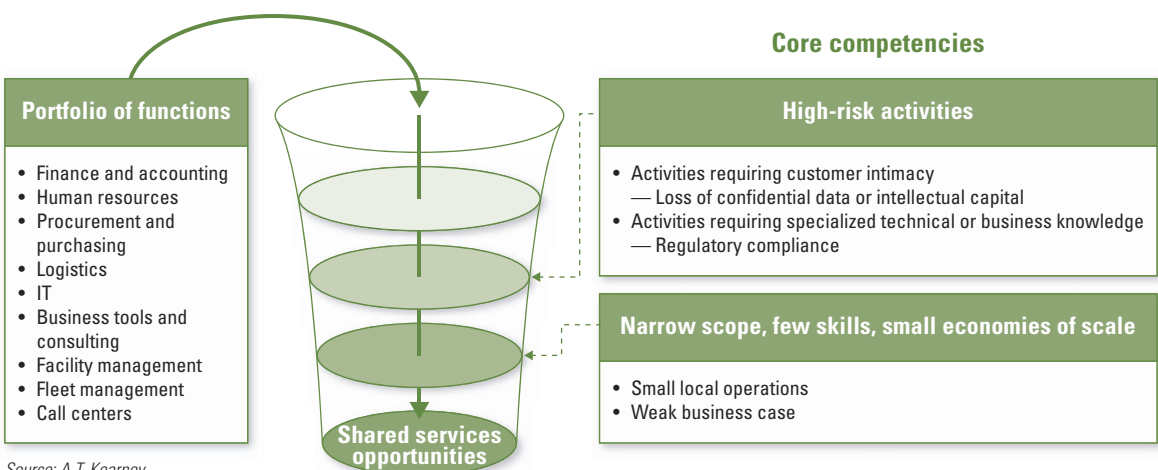 Core competencies
Portfolio of functions
• Finance and accounting
• Human resources
• Procurement and
purchasing
• Logistics
• IT
• Business tools and
consulting
• Facility management
• Fleet management
• Call centers
Shared services
opportunities
High-risk activities
• Activities requiring customer intimacy
— Loss of confidential data or intellectual capital
• Activities requiring specialized technical or business knowledge
— Regulatory compliance
Narrow scope, few skills, small economies of scale
• Small local operations
• Weak business case
Source: A.T. Kearney